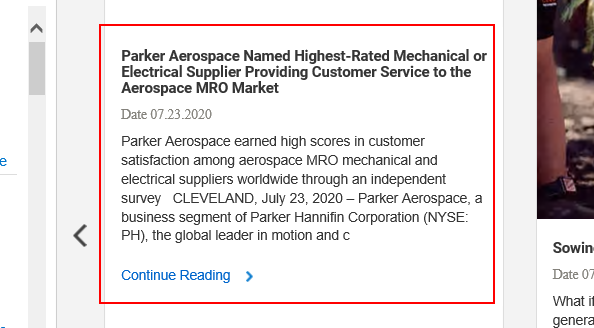 Parker Aerospace Named Highest-Rated Mechanical or
Electrical Supplier Providing Customer Service to the
Aerospace MRO Market
Date 07.23.2020
Parker Aerospace earned high scores in customer
satisfaction among aerospace MRO mechanical and
electrical suppliers worldwide through an independent
survey   CLEVELAND, July 23, 2020 – Parker Aerospace, a
business segment of Parker Hannifin Corporation (NYSE:
PH), the global leader in motion and c
Continue Reading
Date 07
What if